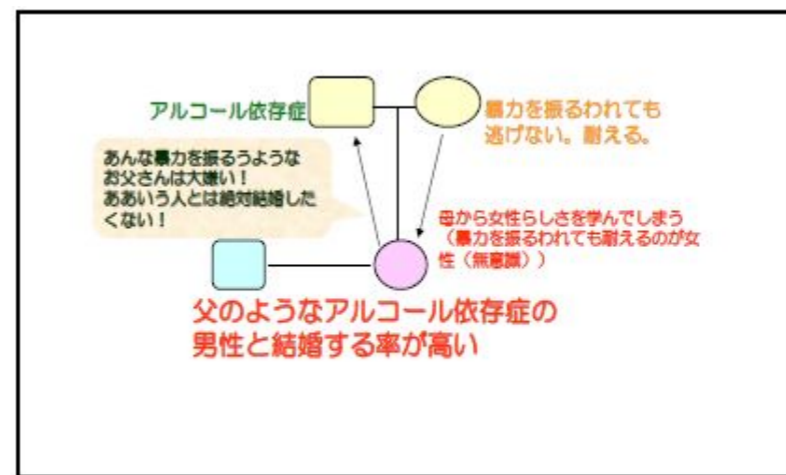 アルコール依存症
暴力を振るわれても
逃げない。耐える。
あんな暴力を振るうような
お父さんは大嫌い！
ああいう人とは絶対結婚した
くない！
母から女性らしさを学んでしまう
（暴力を振るわれても耐えるのが女
性（無意識））
父のようなアルコール依存症の
男性と結婚する率が高い